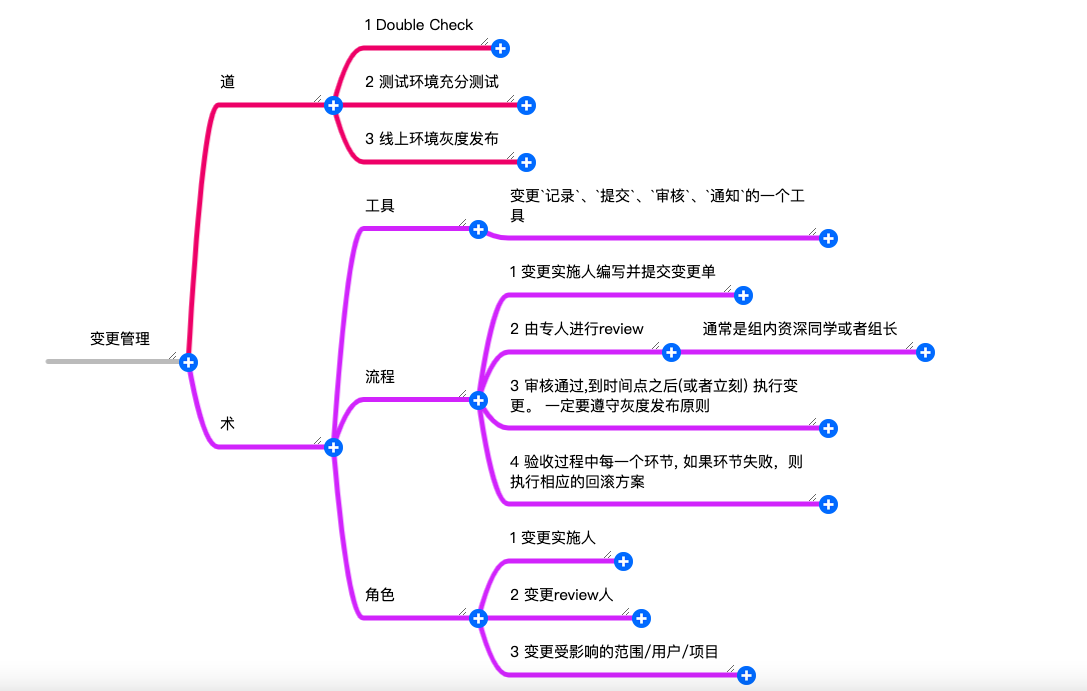 1 Double Check
道
2 测试环境充分测试
3 线上环境灰度发布
变更`记录`、`提交`、`审核`、`通知`的一个工
具
工具
1 变更实施人编写并提交变更单
变更管理
2 由专人进行review
通常是组内资深同学或者组长
流程
3 审核通过,到时间点之后(或者立刻) 执行变
更。 一定要遵守灰度发布原则
术
4 验收过程中每一个环节, 如果环节失败，则
执行相应的回滚方案
1 变更实施人
角色
2 变更review人
3 变更受影响的范围/用户/项目